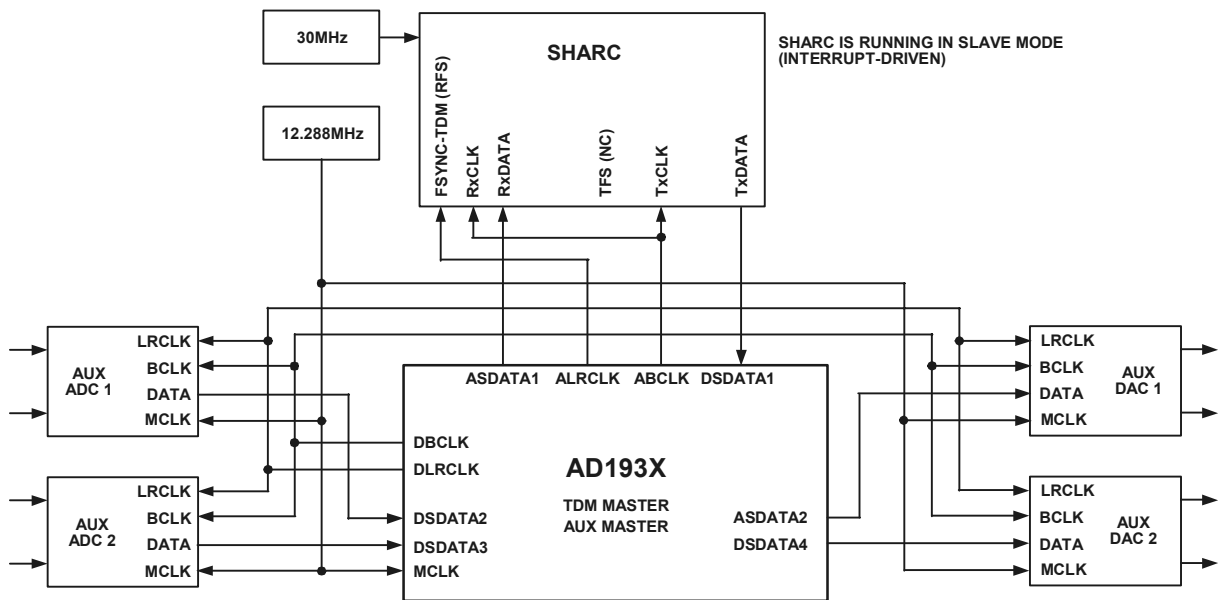 30MHz
SHARC
SHARC IS RUNNING IN SLAVE MODE
(INTERRUPT-DRIVEN)
12.288MHz
FSYNC-TDM (RFS)
RxCLK
RxDATA
TFS (NC)
TxCLK
TxDATA
AUX
ADC 1
LRCLK
BCLK
DATA
MCLK
AUX
ADC 2
LRCLK
BCLK
DATA
MCLK
ASDATA1
ALRCLK
ABCLK
DSDATA1
DBCLK
DLRCLK
DSDATA2
DSDATA3
MCLK
AD193X
TDM MASTER
AUX MASTER
ASDATA2
DSDATA4
LRCLK
BCLK
DATA
MCLK
AUX
DAC 1
LRCLK
BCLK
DATA
MCLK
AUX
DAC 2